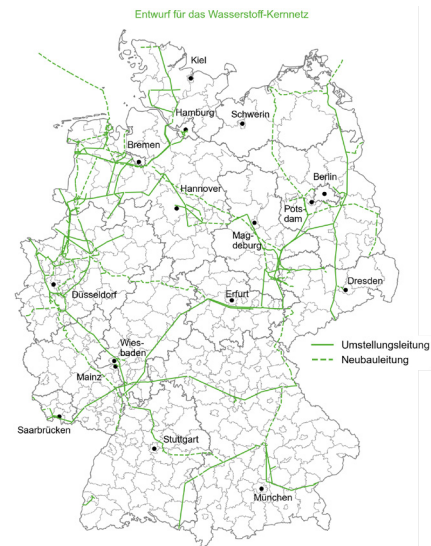 Entwurf für das Wasserstoff-Kernnetz
Kiel
Hamburg
Schwerin
Bremen
Berlin
Hannover
Pots-
dam
Mag-
deburg
Dresden
Erfurt
Düsseldorf
Wies-
baden
Mainz
Umstellungsleitung
Neubauleitung
Saarbrücken
Stuttgart
München